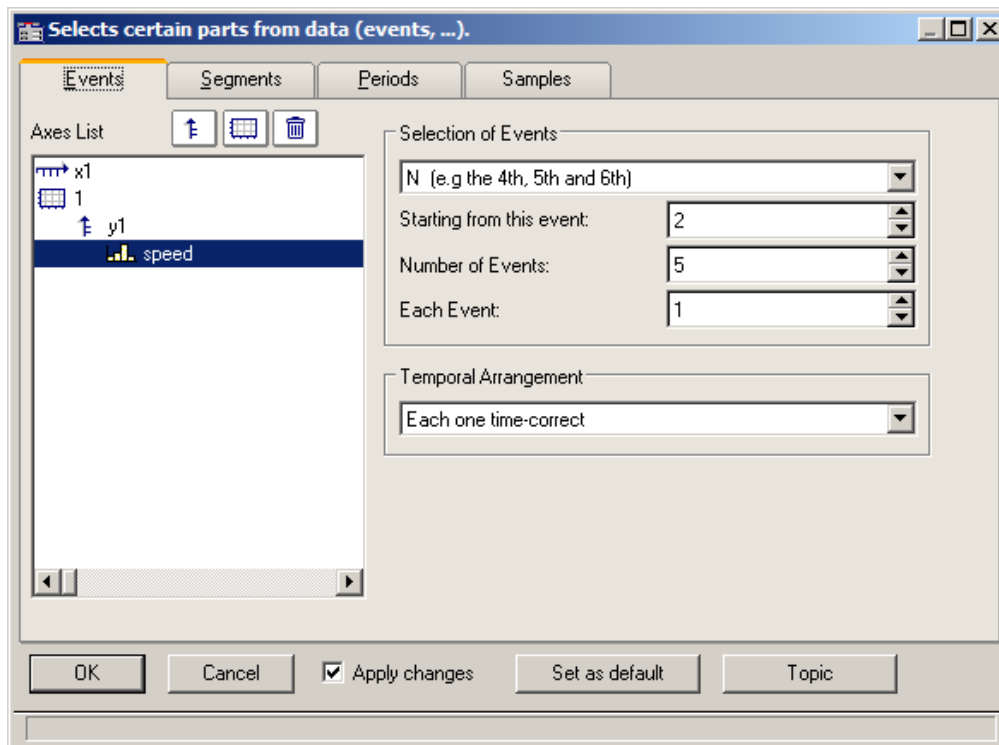 Selects certain parts from data (events, ...).
Events Segments Periods Samples
Axes List
x1
1
y1
speed
Selection of Events
N (e.g the 4th, 5th and 6th)
Starting from this event: 2
Number of Events: 5
Each Event: 1
Temporal Arrangement
Each one time-correct
OK Cancel Apply changes Set as default Topic